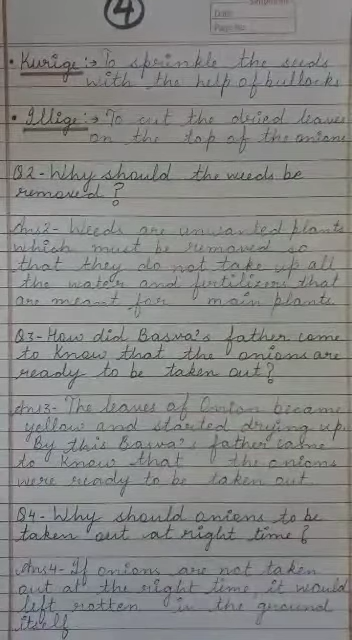 4
Date
Page No.
• Kurige :→ To sprinkle the seeds
with the help of bullocks
• Illige :→ To cut the dried leaves
on the top of the onions
Q2- Why should the weeds be
removed ?
Ans2- Weeds are unwanted plants
which must be removed so
that they do not take up all
the water and fertilizers that
are meant for main plants
Q3- How did Basva's father come
to know that the onions are
ready to be taken out?
Ans3- The leaves of Onion became
yellow and started drying up.
By this Basva's father came
to know that the onions
were ready to be taken out
Q4- Why should onions to be
taken out at right time ?
Ans4- If onions are not taken
out at the right time, it would
left rotten in the ground
itself